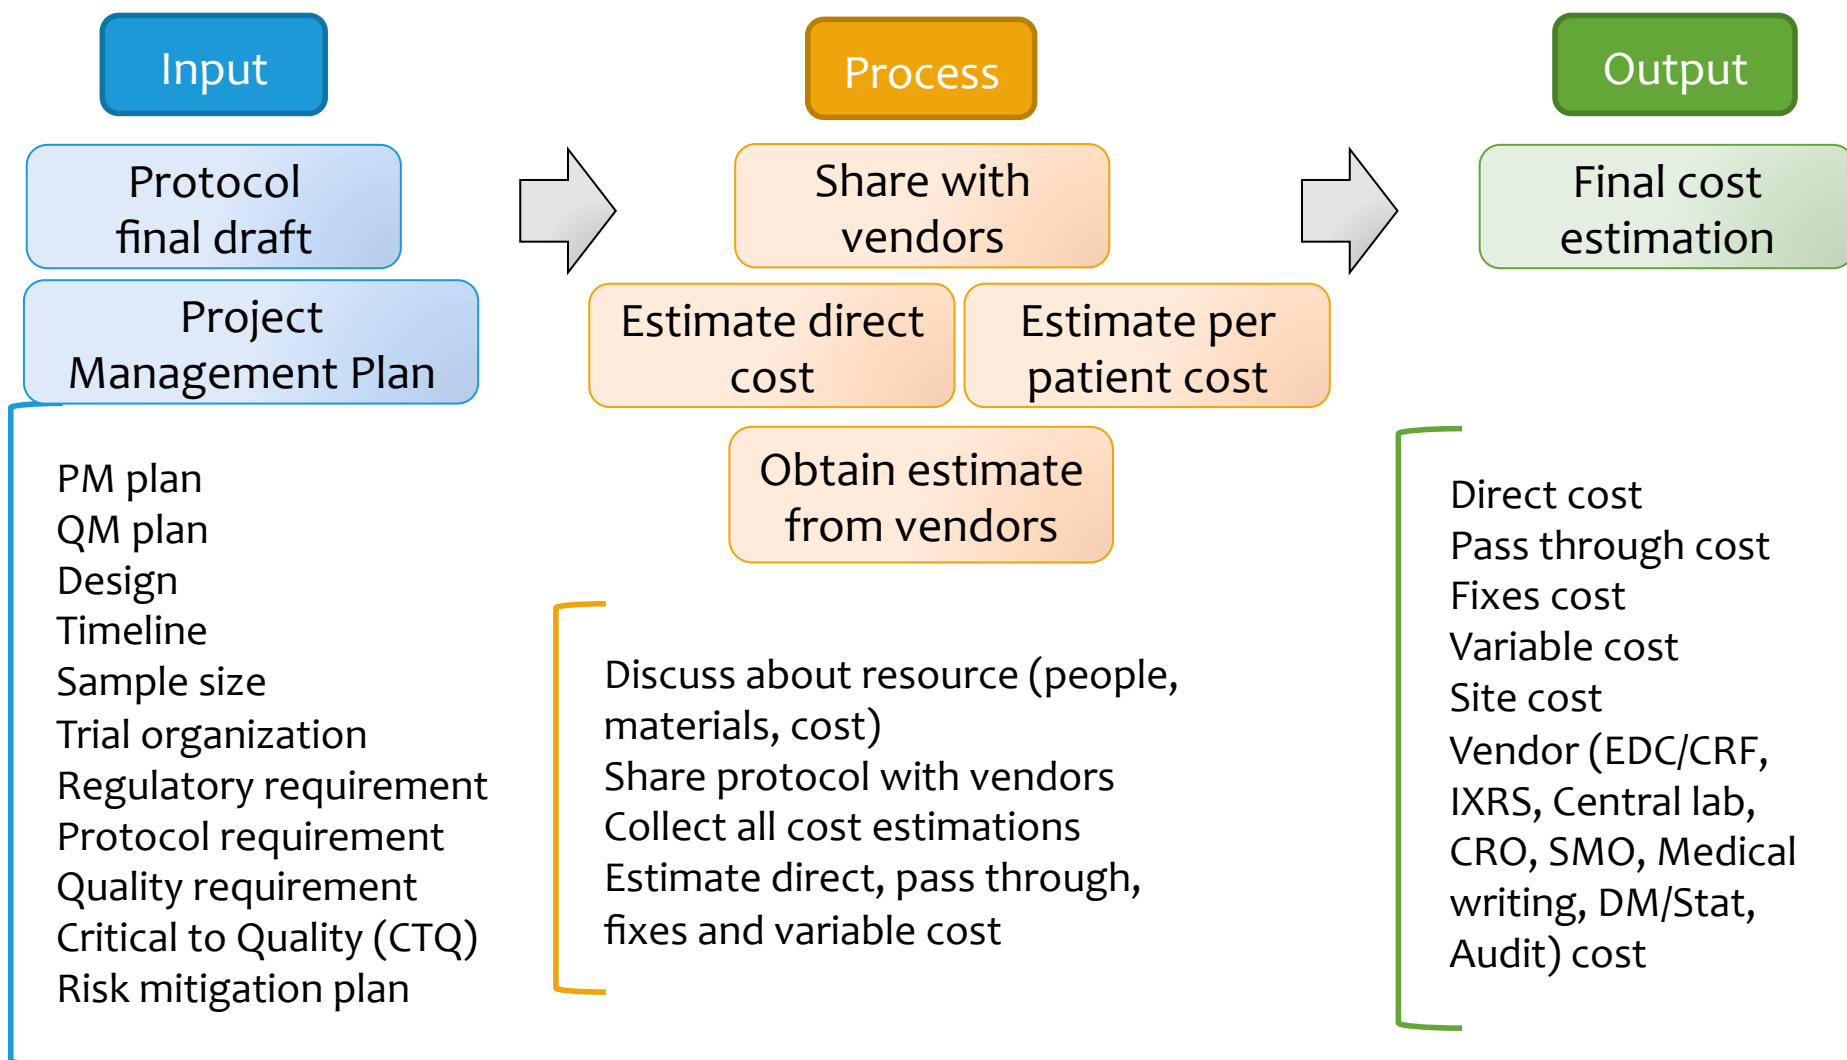 Input
Protocol
final draft
Project
Management Plan
PM plan
QM plan
Design
Timeline
Sample size
Trial organization
Regulatory requirement
Protocol requirement
Quality requirement
Critical to Quality (CTQ)
Risk mitigation plan
Process
Share with
vendors
Estimate direct
cost
Estimate per
patient cost
Obtain estimate
from vendors
Discuss about resource (people,
materials, cost)
Share protocol with vendors
Collect all cost estimations
Estimate direct, pass through,
fixes and variable cost
Output
Final cost
estimation
Direct cost
Pass through cost
Fixes cost
Variable cost
Site cost
Vendor (EDC/CRF,
IXRS, Central lab,
CRO, SMO, Medical
writing, DM/Stat,
Audit) cost